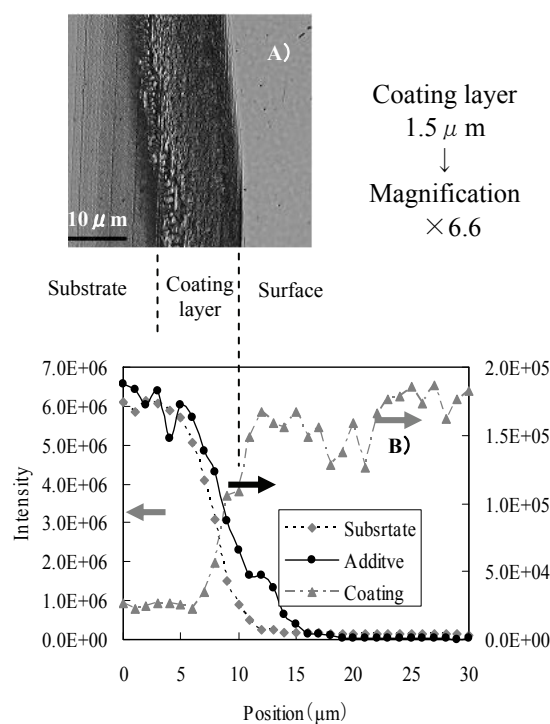 A)
10 μ m
Coating layer
1.5 μ m
↓
Magnification
×6.6
Substrate
Coating
layer
Surface
7.0E+06
6.0E+06
5.0E+06
4.0E+06
3.0E+06
2.0E+06
1.0E+06
0.0E+00
Intensity
2.0E+05
1.5E+05
1.0E+05
5.0E+04
0.0E+00
B)
Subsrtate
Additve
Coating
0 5 10 15 20 25 30
Position(μm)